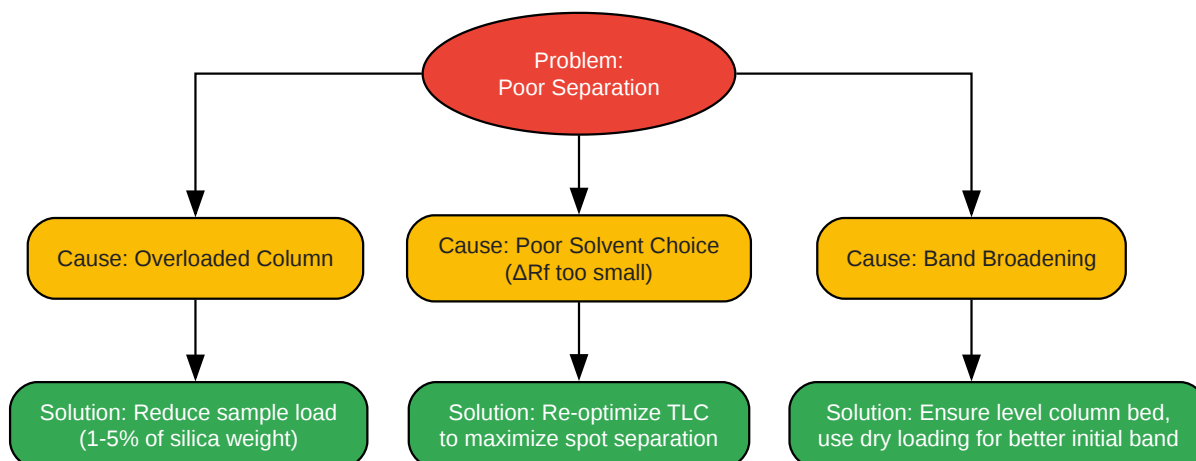 Problem:
Poor Separation
Cause: Overloaded Column
Cause: Poor Solvent Choice
(ΔRf too small)
Cause: Band Broadening
Solution: Reduce sample load
(1-5% of silica weight)
Solution: Re-optimize TLC
to maximize spot separation
Solution: Ensure level column bed,
use dry loading for better initial band